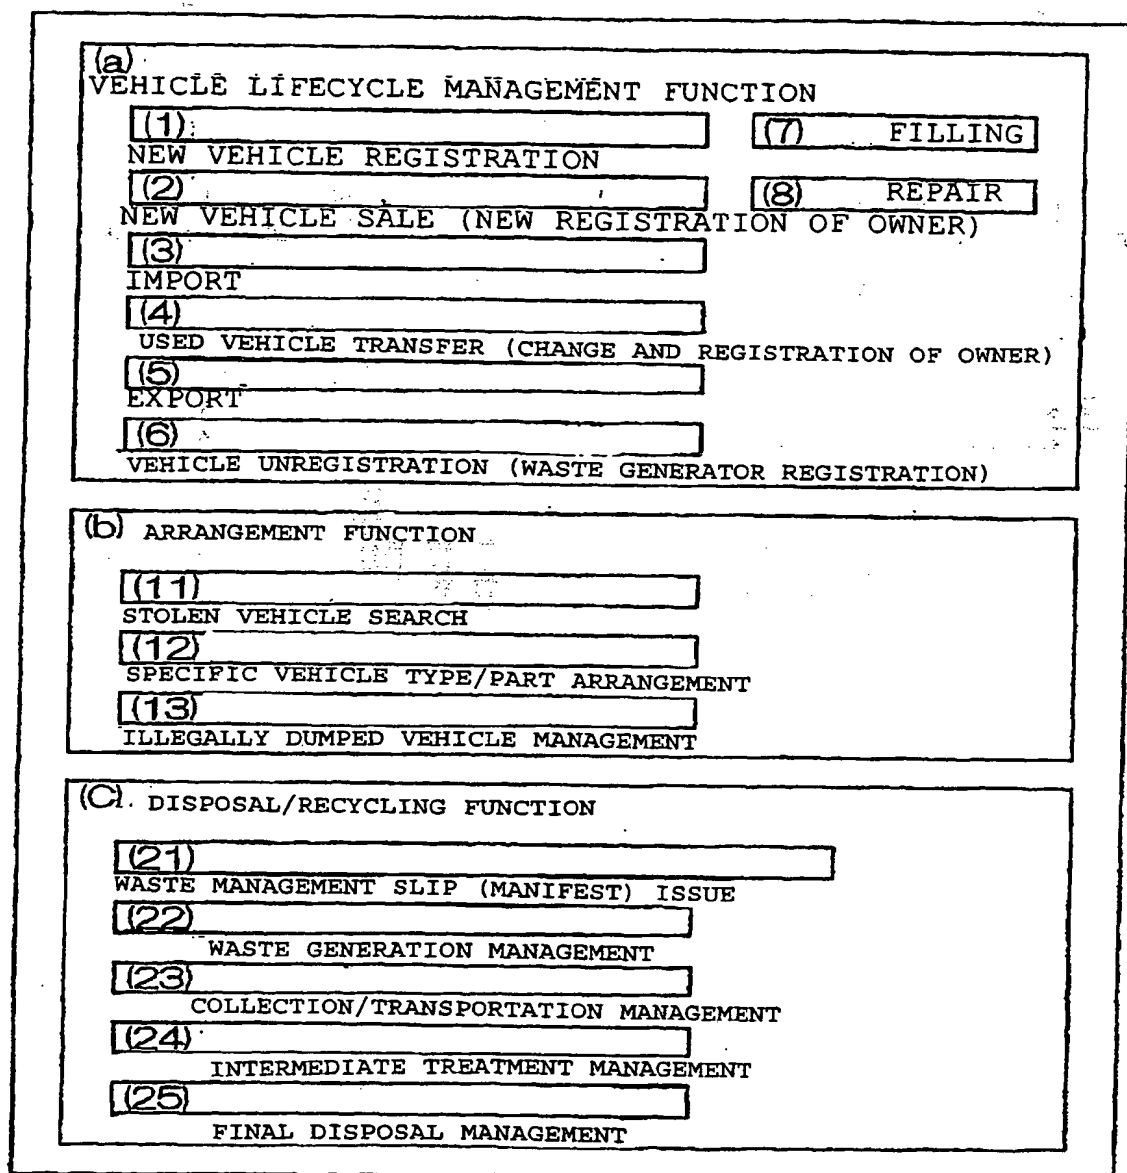 (a)
VEHICLE LIFECYCLE MANAGEMENT FUNCTION
(1) (7) FILLING
NEW VEHICLE REGISTRATION
(2) (8) REPAIR
NEW VEHICLE SALE (NEW REGISTRATION OF OWNER)
(3)
IMPORT
(4)
USED VEHICLE TRANSFER (CHANGE AND REGISTRATION OF OWNER)
(5)
EXPORT
(6)
VEHICLE UNREGISTRATION (WASTE GENERATOR REGISTRATION)
(b) ARRANGEMENT FUNCTION
(11)
STOLEN VEHICLE SEARCH
(12)
SPECIFIC VEHICLE TYPE/PART ARRANGEMENT
(13)
ILLEGALLY DUMPED VEHICLE MANAGEMENT
(C). DISPOSAL/RECYCLING FUNCTION
(21)
WASTE MANAGEMENT SLIP (MANIFEST) ISSUE
(22)
WASTE GENERATION MANAGEMENT
(23)
COLLECTION/TRANSPORTATION MANAGEMENT
(24)
INTERMEDIATE TREATMENT MANAGEMENT
(25)
FINAL DISPOSAL MANAGEMENT